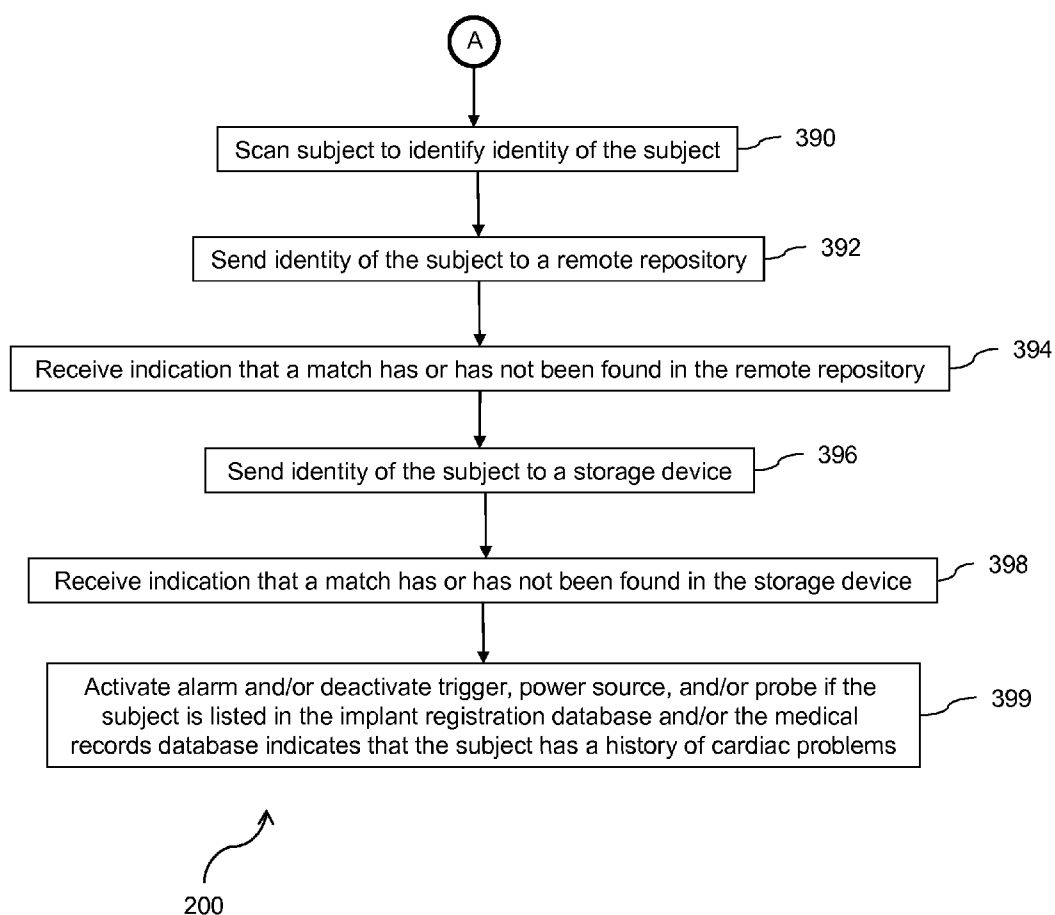 A
Scan subject to identify identity of the subject
390
Send identity of the subject to a remote repository
392
Receive indication that a match has or has not been found in the remote repository
394
Send identity of the subject to a storage device
396
Receive indication that a match has or has not been found in the storage device
398
Activate alarm and/or deactivate trigger, power source, and/or probe if the
subject is listed in the implant registration database and/or the medical
records database indicates that the subject has a history of cardiac problems
399
200